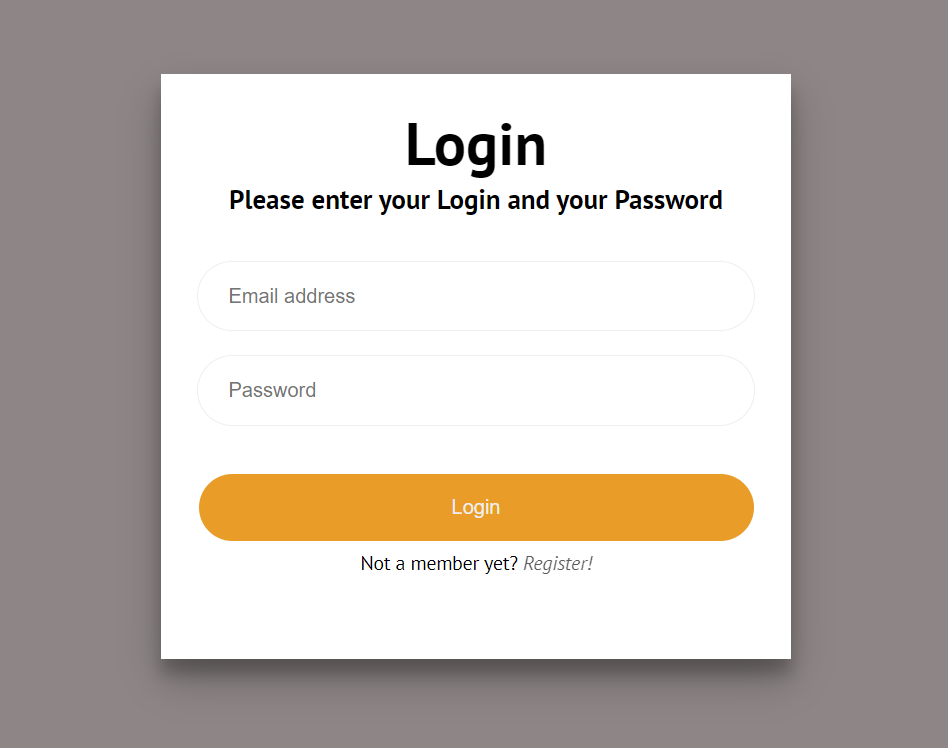 Login
Please enter your Login and your Password
Email address
Password
Login
Not a member yet? Register!